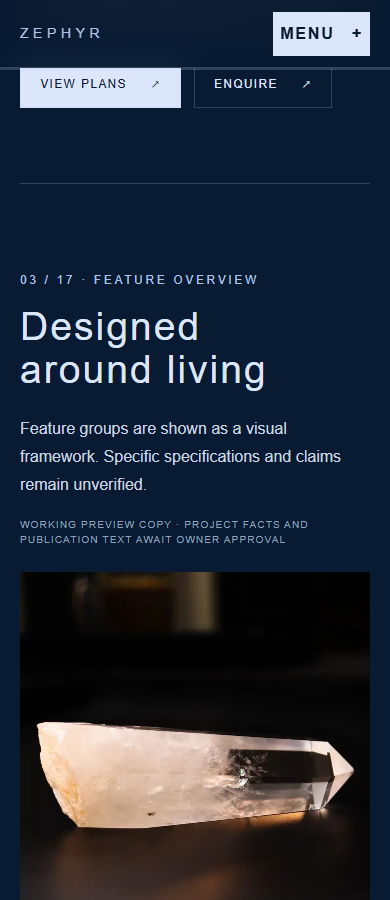 ZEPHYR
MENU +
VIEW PLANS ↗
ENQUIRE ↗
03 / 17 · FEATURE OVERVIEW
Designed
around living
Feature groups are shown as a visual
framework. Specific specifications and claims
remain unverified.
WORKING PREVIEW COPY · PROJECT FACTS AND
PUBLICATION TEXT AWAIT OWNER APPROVAL